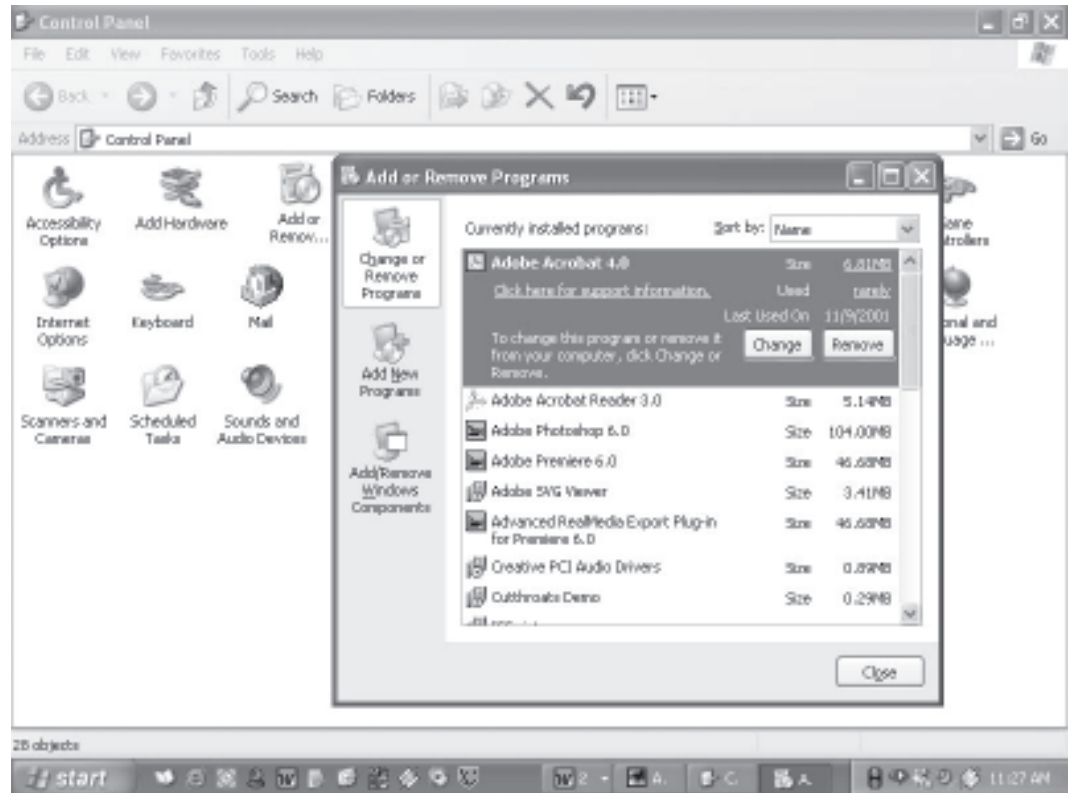 Control Panel
File Edit View Favorites Tools Help
Back Search Folders
Address Control Panel Go
Accessibility Options
Add Hardware
Add or Remov...
Internet Options
Keyboard
Mail
Scanners and Cameras
Scheduled Tasks
Sounds and Audio Devices
Add or Remove Programs
Change or Remove Programs
Add New Programs
Add/Remove Windows Components
Currently installed programs: Sort by: Name
Adobe Acrobat 4.0 Size 6.81MB
Click here for support information. Used rarely
Last Used On 11/9/2001
To change this program or remove it
from your computer, click Change or
Remove.
Change Remove
Adobe Acrobat Reader 3.0 Size 5.14MB
Adobe Photoshop 6.0 Size 104.00MB
Adobe Premiere 6.0 Size 46.68MB
Adobe SVG Viewer Size 3.41MB
Advanced RealMedia Export Plug-in Size 46.68MB
for Premiere 6.0
Creative PCI Audio Drivers Size 0.89MB
Cutthroats Demo Size 0.29MB
Close
28 objects
start W 2 A. C. A. 11:27 AM